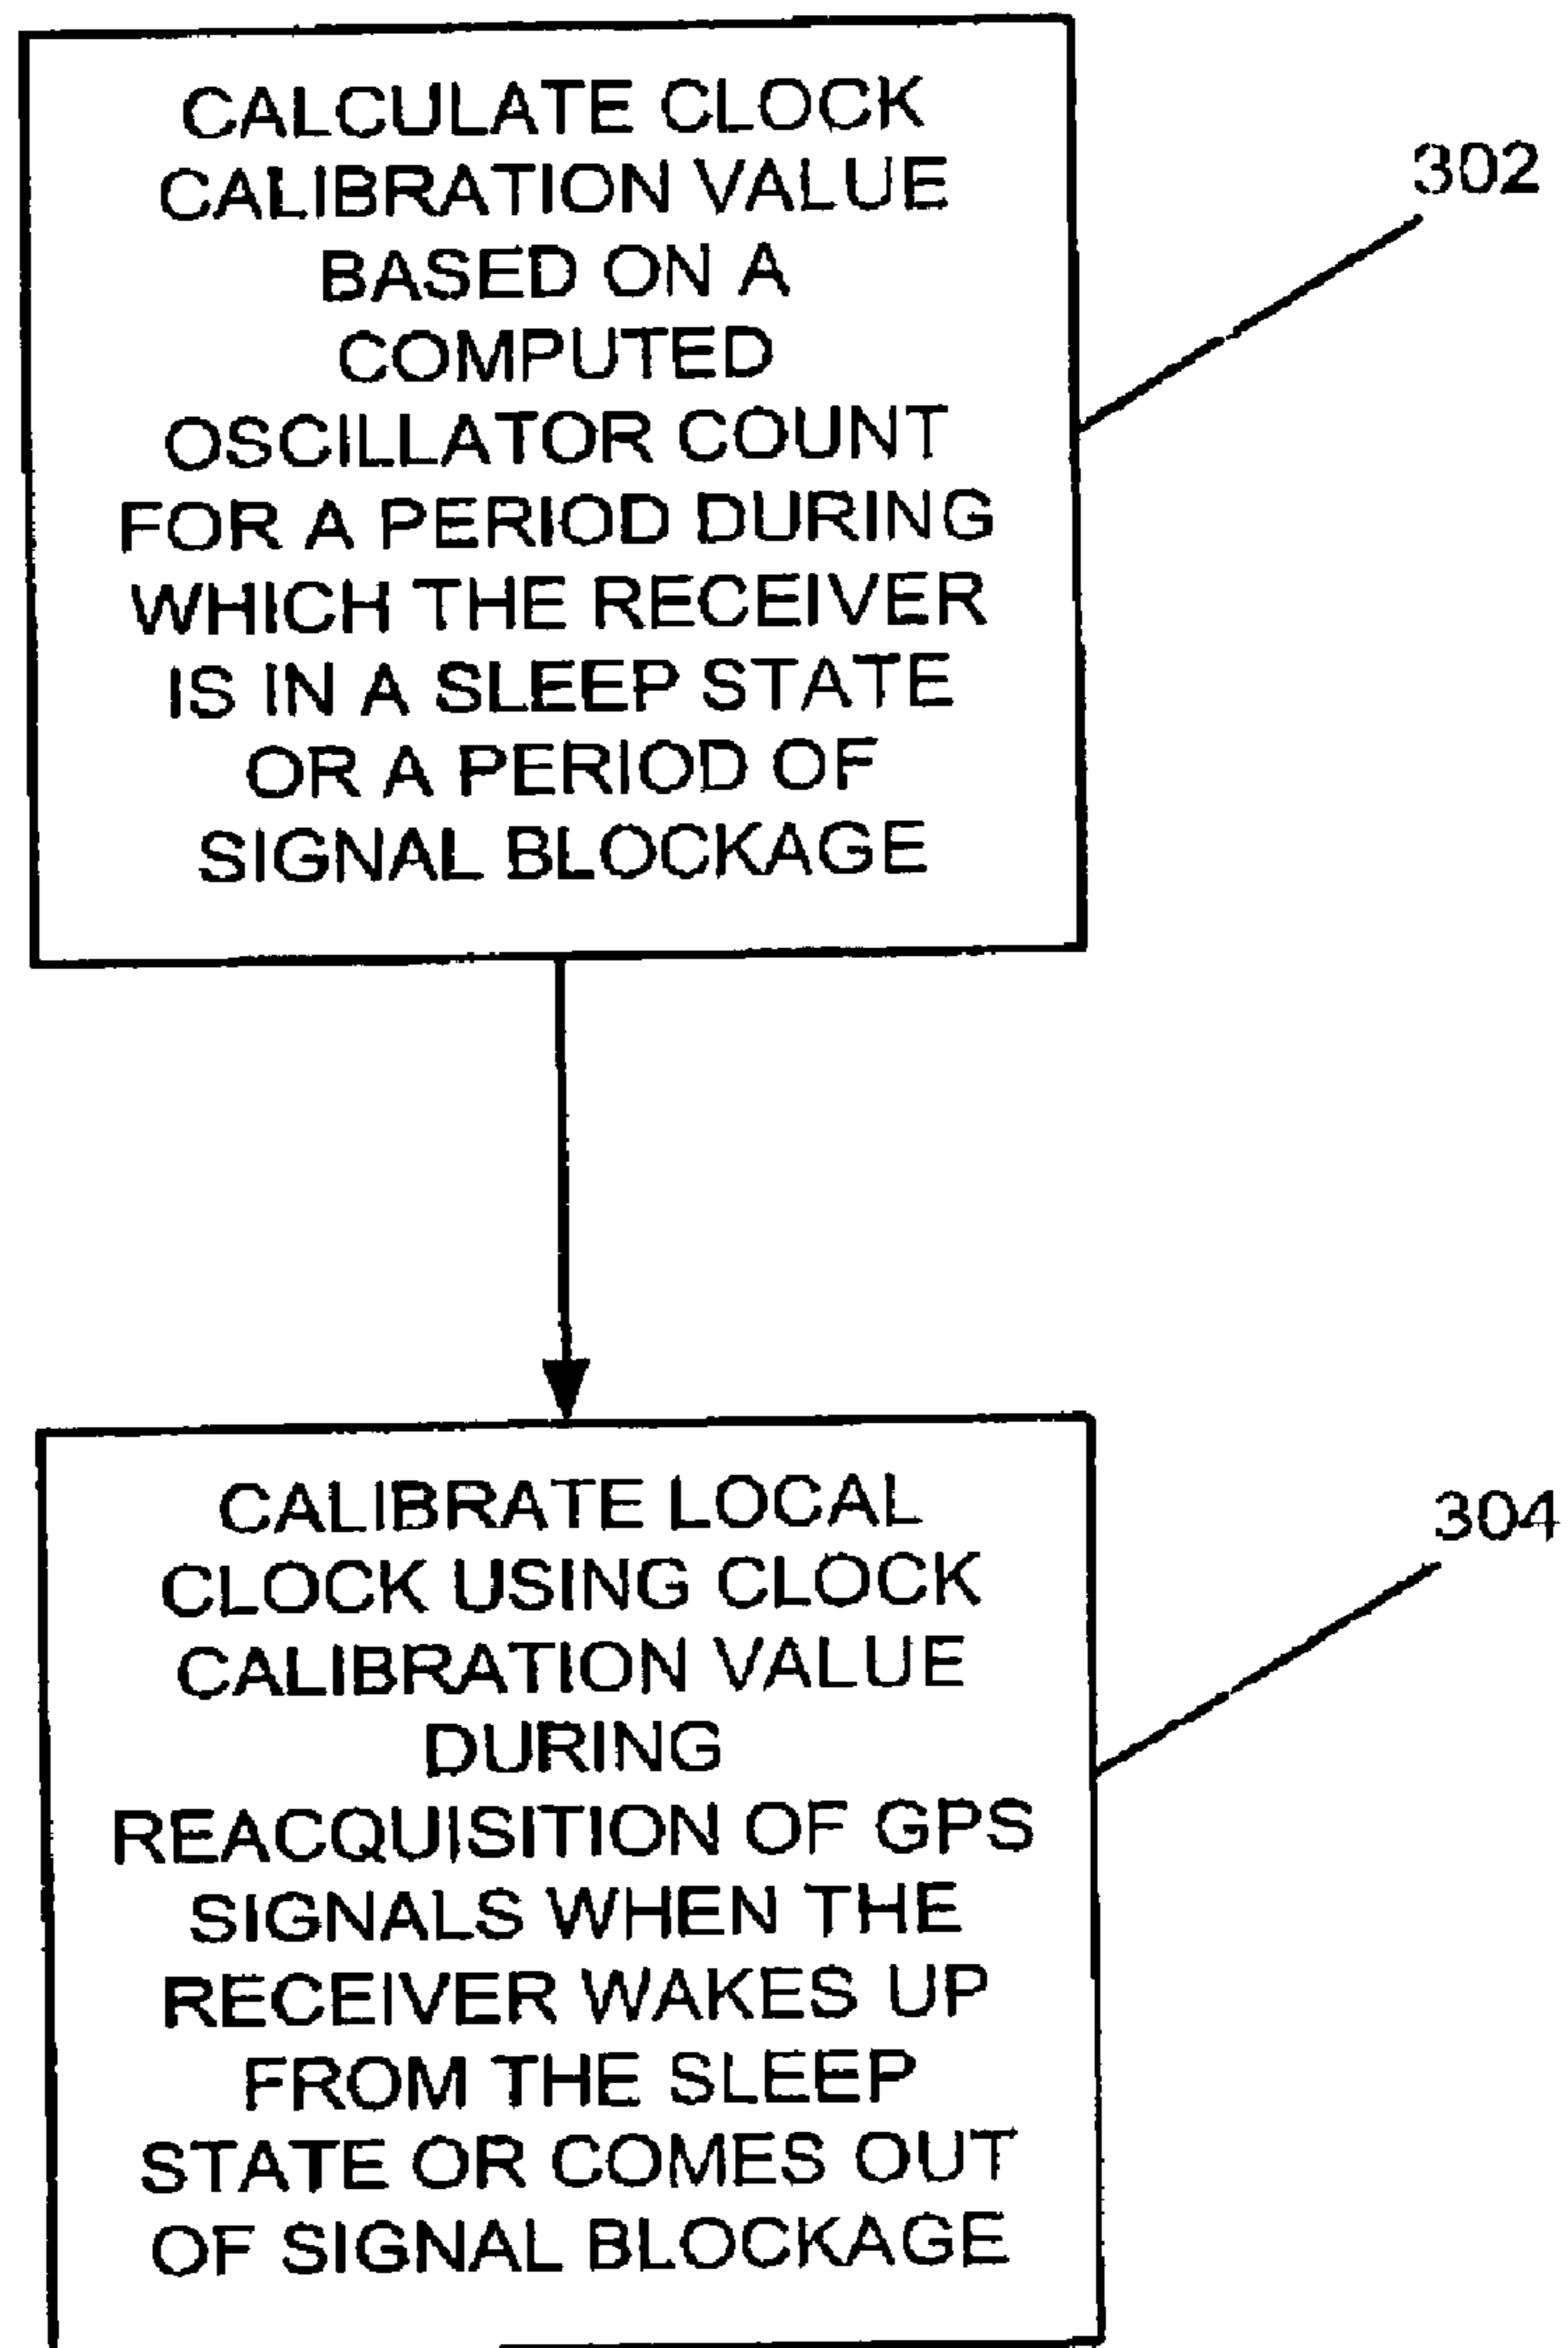 CALCULATE CLOCK
CALIBRATION VALUE
BASED ON A
COMPUTED
OSCILLATOR COUNT
FOR A PERIOD DURING
WHICH THE RECEIVER
IS IN A SLEEP STATE
OR A PERIOD OF
SIGNAL BLOCKAGE
302
CALIBRATE LOCAL
CLOCK USING CLOCK
CALIBRATION VALUE
DURING
REACQUISITION OF GPS
SIGNALS WHEN THE
RECEIVER WAKES UP
FROM THE SLEEP
STATE OR COMES OUT
OF SIGNAL BLOCKAGE
304